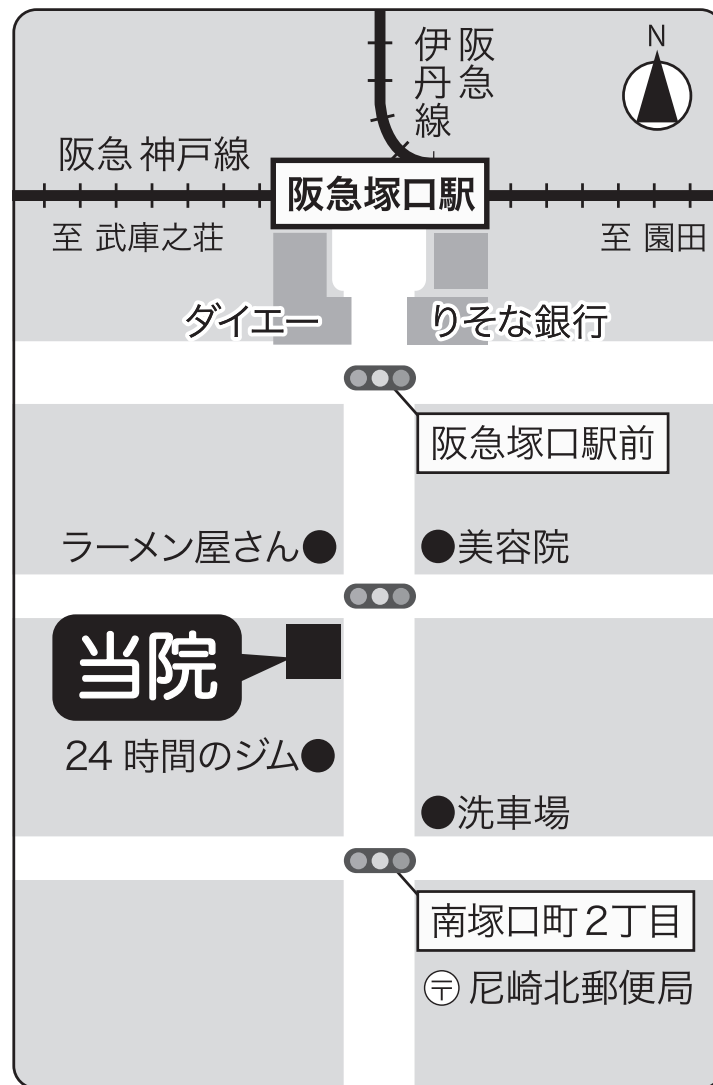 N
阪急
伊丹線
阪急 神戸線
阪急塚口駅
至 武庫之荘
至 園田
ダイエー
りそな銀行
阪急塚口駅前
ラーメン屋さん
美容院
当院
24 時間のジム
洗車場
南塚口町 2丁目
〒 尼崎北郵便局